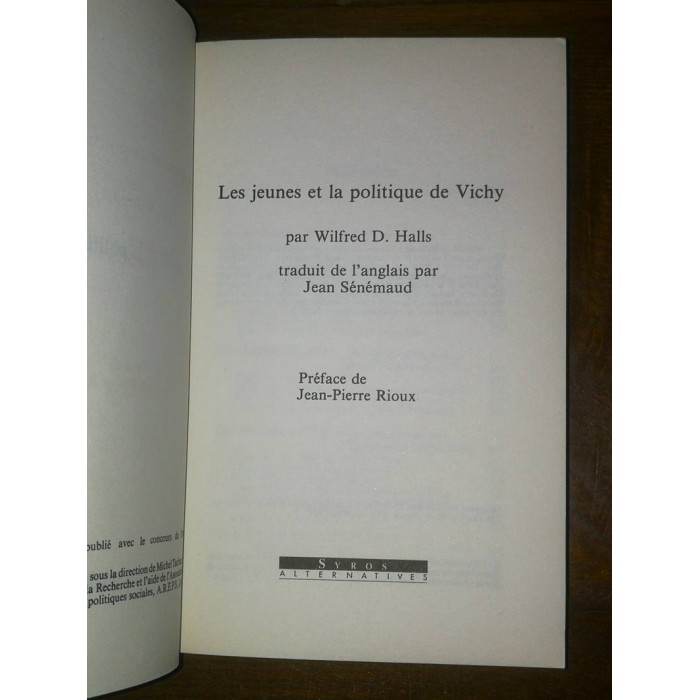 publié avec le concours du
sous la direction de Michel
la Recherche et l'aide de
politiques sociales, A.R.E.P.S.
Les jeunes et la politique de Vichy
par Wilfred D. Halls
traduit de l'anglais par
Jean Sénémaud
Préface de
Jean-Pierre Rioux
SYROS
ALTERNATIVES